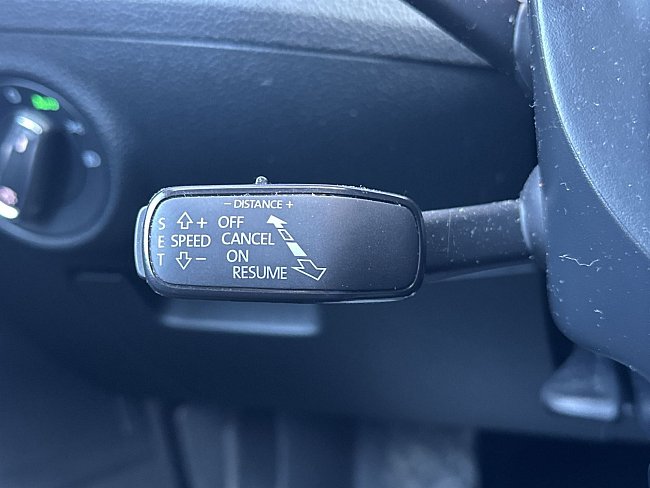 – DISTANCE +
S + OFF
E SPEED CANCEL
T – ON
RESUME